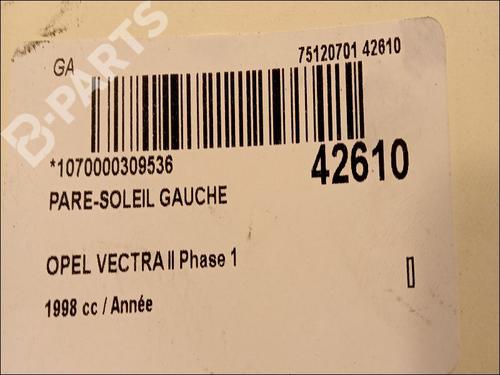 GA
75120701 42610
B-PARTS
*1070000309536
42610
PARE-SOLEIL GAUCHE
OPEL VECTRA II Phase 1
1998 cc / Année